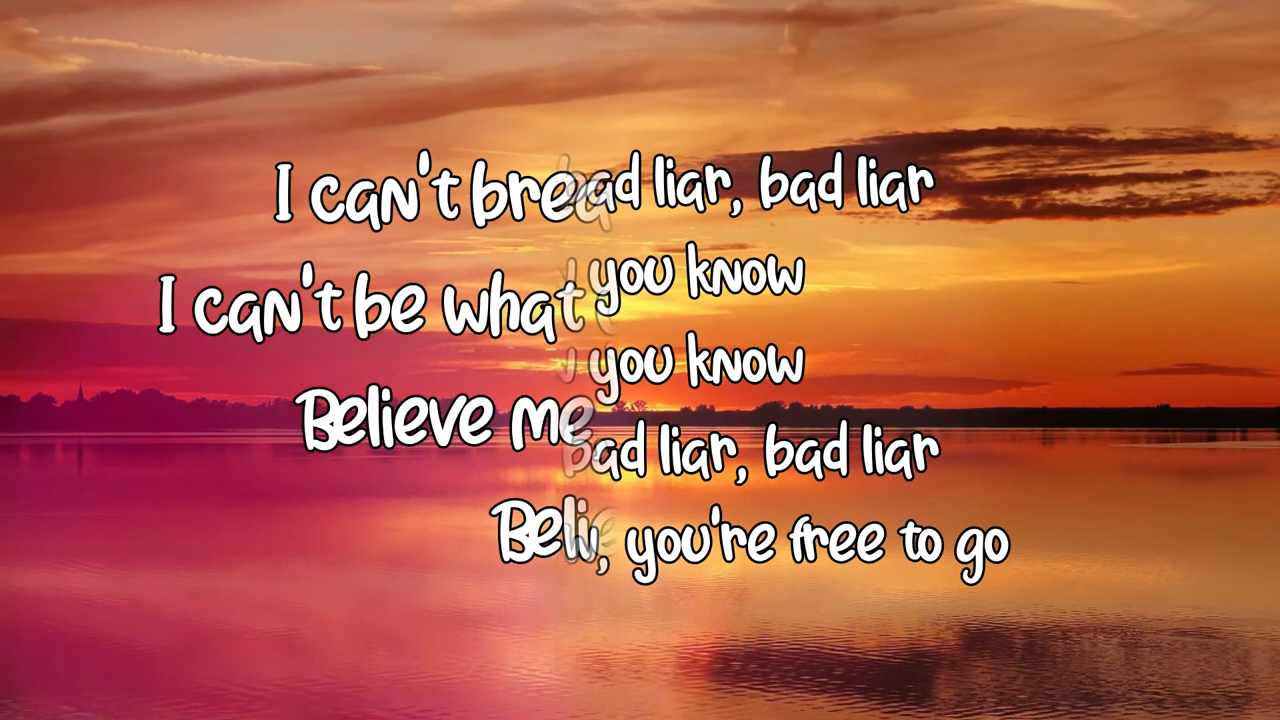 I can't bread liar, bad liar
I can't be what you know
you know
Believe me, bad liar, bad liar
Beli, you're free to go